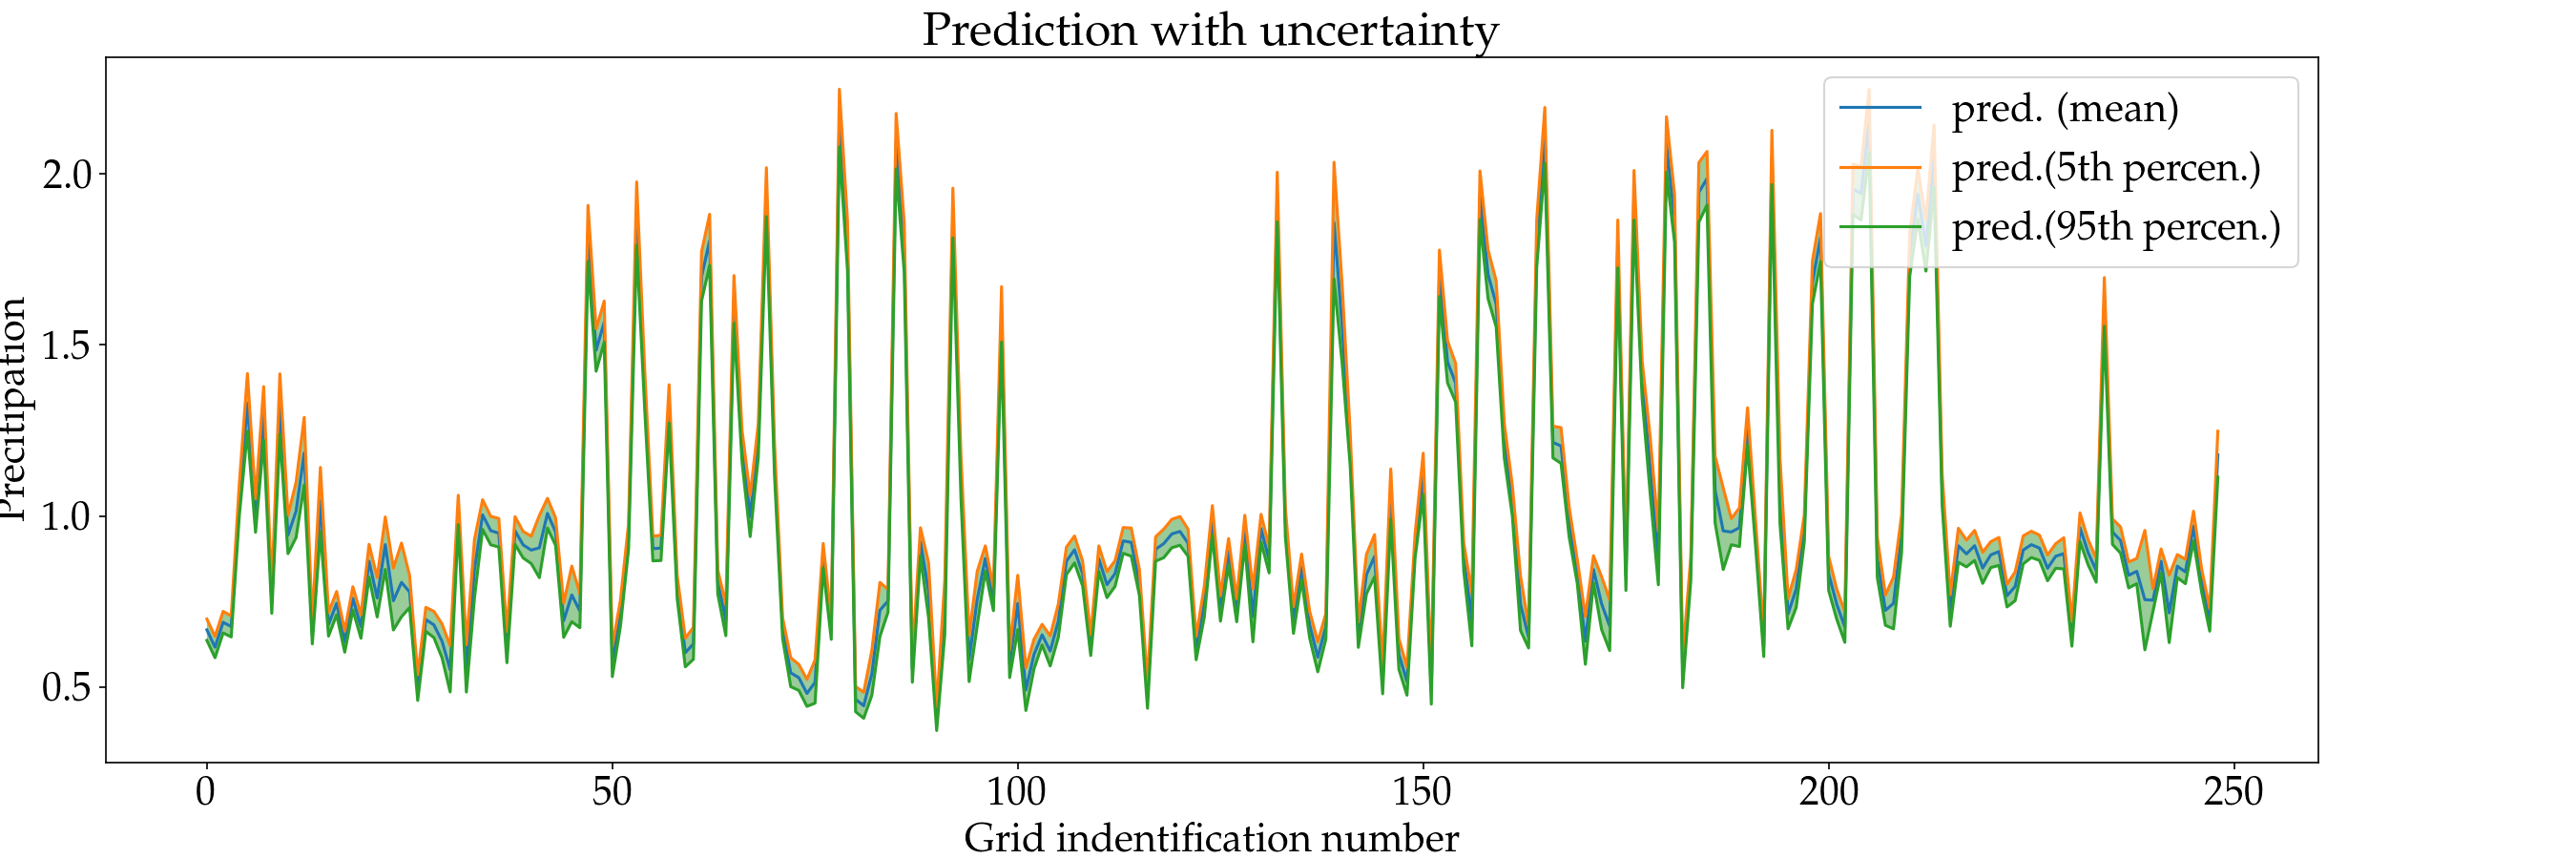 Prediction with uncertainty
pred. (mean)
pred.(5th percen.)
pred.(95th percen.)
Precitipation
2.0
1.5
1.0
0.5
0 50 100 150 200 250
Grid indentification number